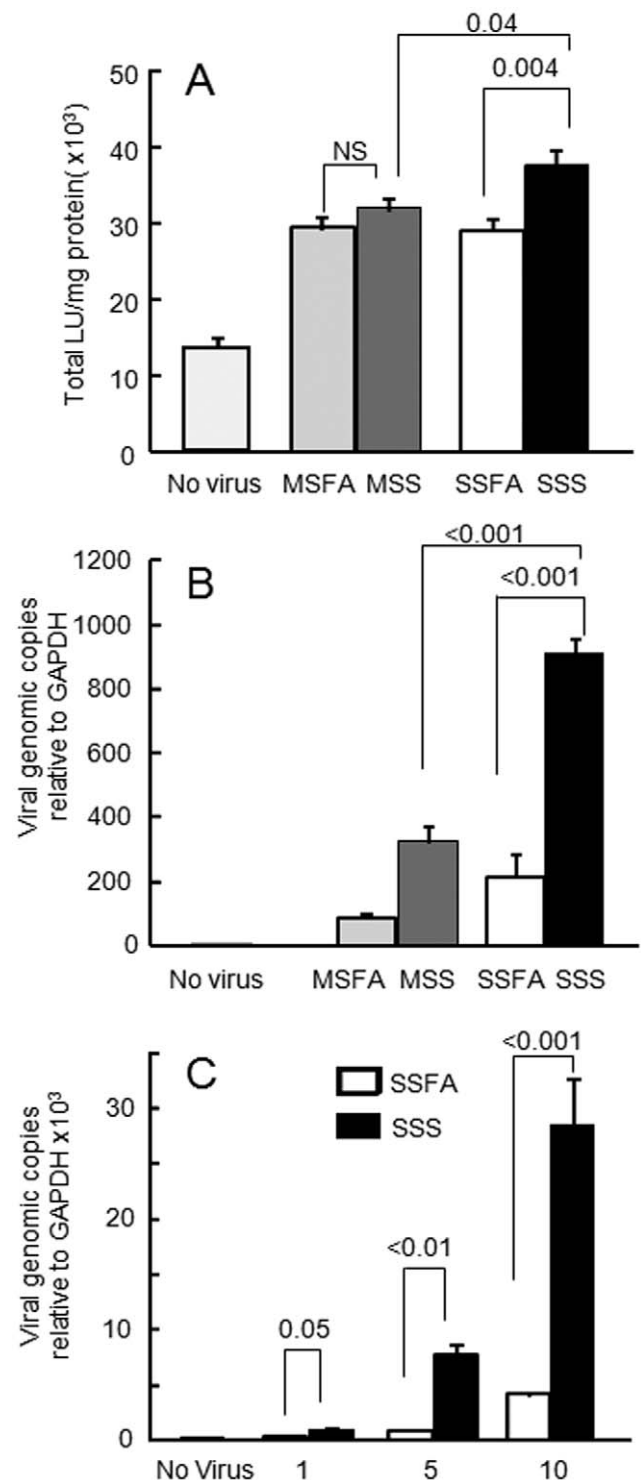 0.04
A
0.004
NS
50
40
30
20
10
0
Total LU/mg protein( x10³)
No virus MSFA MSS SSFA SSS
<0.001
B
<0.001
1200
1000
800
600
400
200
0
Viral genomic copies
relative to GAPDH
No virus MSFA MSS SSFA SSS
C
<0.001
SSFA
SSS
<0.01
0.05
30
20
10
0
Viral genomic copies
relative to GAPDH x10³
No Virus 1 5 10